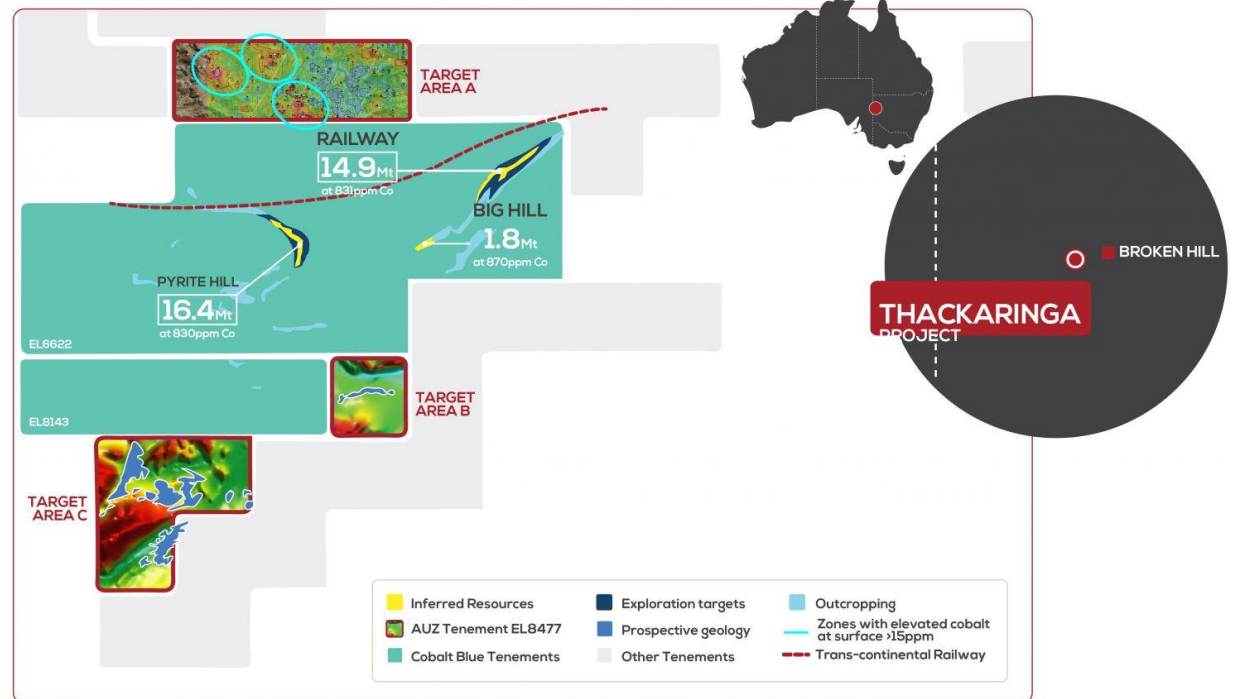 TARGET
AREA A
RAILWAY
14.9Mt
at 831ppm Co
BIG HILL
1.8Mt
at 870ppm Co
PYRITE HILL
16.4Mt
at 830ppm Co
EL6622
TARGET
AREA B
EL8143
TARGET
AREA C
BROKEN HILL
THACKARINGA
PROJECT
Inferred Resources
AUZ Tenement EL8477
Cobalt Blue Tenements
Exploration targets
Prospective geology
Other Tenements
Outcropping
Zones with elevated cobalt
at surface >15ppm
Trans-continental Railway